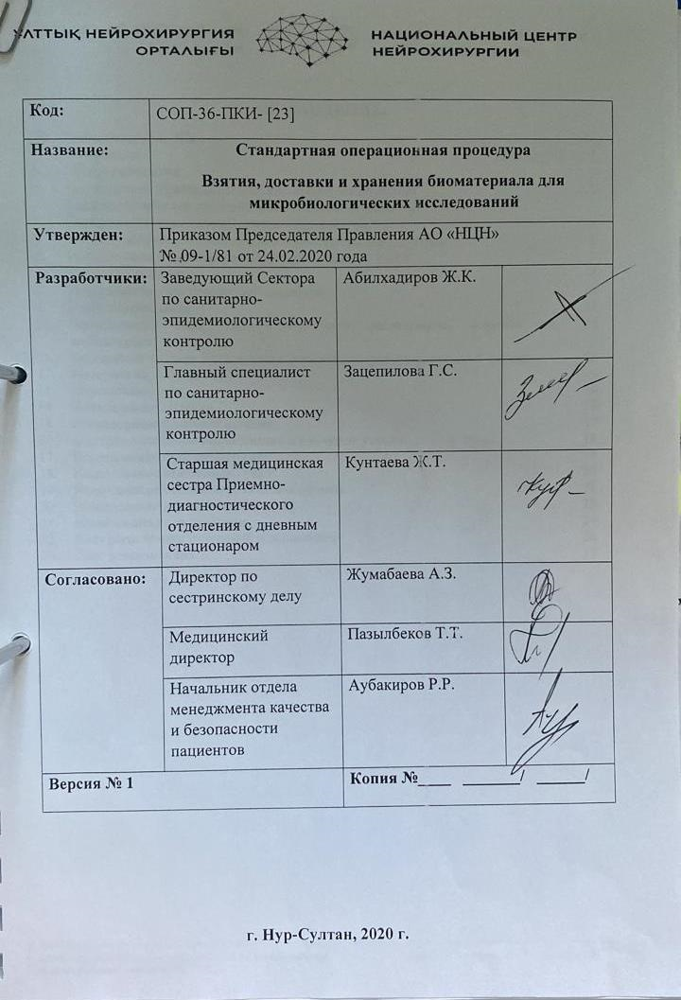 ҰЛТТЫҚ НЕЙРОХИРУРГИЯ
ОРТАЛЫҒЫ
НАЦИОНАЛЬНЫЙ ЦЕНТР
НЕЙРОХИРУРГИИ
Код:
СОП-36-ПКИ- [23]
Название:
Стандартная операционная процедура
Взятия, доставки и хранения биоматериала для
микробиологических исследований
Утвержден:
Приказом Председателя Правления АО «НЦН»
№ 09-1/81 от 24.02.2020 года
Разработчики:
Заведующий Сектора
по санитарно-
эпидемиологическому
контролю
Абилхадиров Ж.К.
Главный специалист
по санитарно-
эпидемиологическому
контролю
Зацепилова Г.С.
Старшая медицинская
сестра Приемно-
диагностического
отделения с дневным
стационаром
Кунтаева Ж.Т.
Согласовано:
Директор по
сестринскому делу
Жумабаева А.З.
Медицинский
директор
Пазылбеков Т.Т.
Начальник отдела
менеджмента качества
и безопасности
пациентов
Аубакиров Р.Р.
Версия № 1
Копия №____ _______/ ______/
г. Нур-Султан, 2020 г.